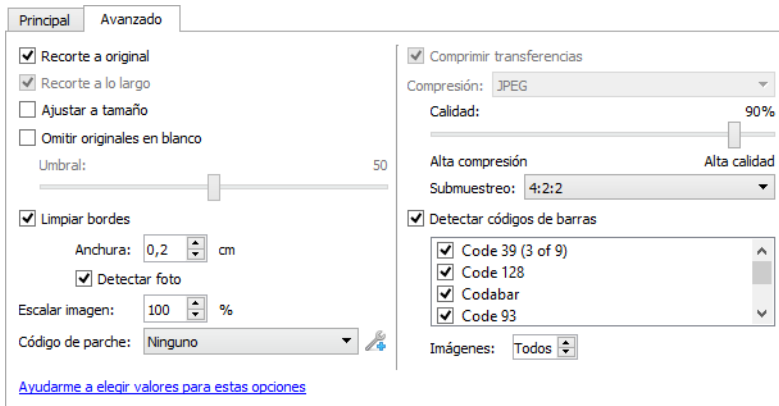 Principal Avanzado
Recorte a original
Recorte a lo largo
Ajustar a tamaño
Omitir originales en blanco
Umbral: 50
Limpiar bordes
Anchura: 0,2 cm
Detectar foto
Escalar imagen: 100 %
Código de parche: Ninguno
Ayudarme a elegir valores para estas opciones
Comprimir transferencias
Compresión: JPEG
Calidad: 90%
Alta compresión Alta calidad
Submuestreo: 4:2:2
Detectar códigos de barras
Code 39 (3 of 9)
Code 128
Codabar
Code 93
Imágenes: Todos